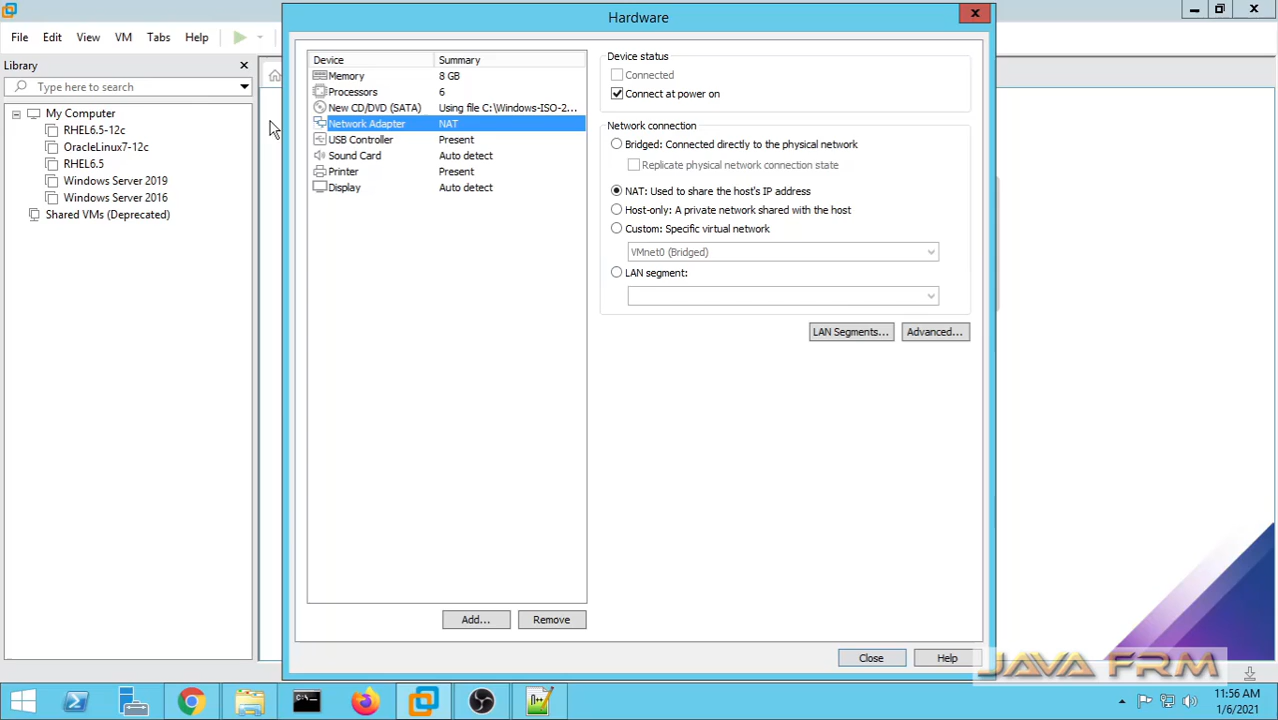 Hardware
File Edit View VM Tabs Help
Library
Type here to search
My Computer
RHEL6.5-12c
OracleLinux7-12c
RHEL6.5
Windows Server 2019
Windows Server 2016
Shared VMs (Deprecated)
Device Summary
Memory 8 GB
Processors 6
New CD/DVD (SATA) Using file C:\Windows-ISO-2...
Network Adapter NAT
USB Controller Present
Sound Card Auto detect
Printer Present
Display Auto detect
Add...
Remove
Device status
Connected
Connect at power on
Network connection
Bridged: Connected directly to the physical network
Replicate physical network connection state
NAT: Used to share the host's IP address
Host-only: A private network shared with the host
Custom: Specific virtual network
VMnet0 (Bridged)
LAN segment:
LAN Segments...
Advanced...
Close
Help
JAVA FRM
11:56 AM
1/6/2021